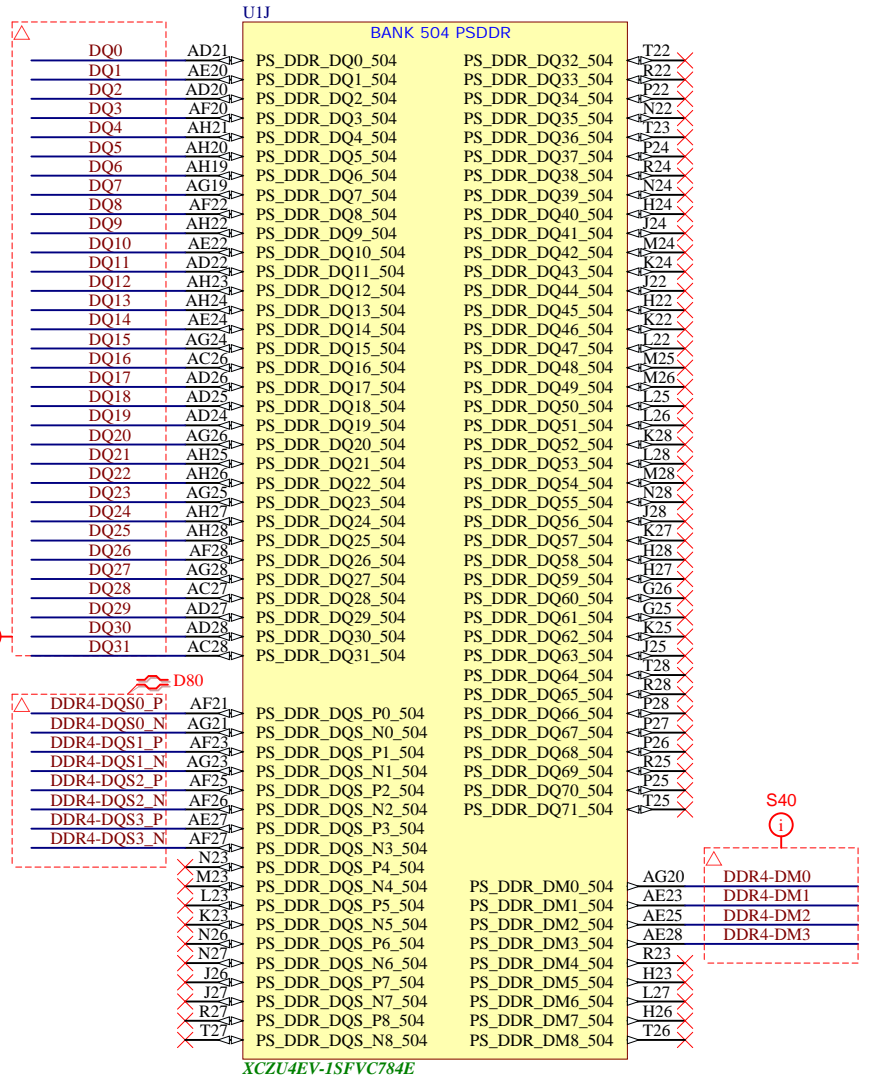 U1J
BANK 504 PSDDR
DQ0 AD21 PS_DDR_DQ0_504 PS_DDR_DQ32_504 T22
DQ1 AE20 PS_DDR_DQ1_504 PS_DDR_DQ33_504 R22
DQ2 AD20 PS_DDR_DQ2_504 PS_DDR_DQ34_504 P22
DQ3 AF20 PS_DDR_DQ3_504 PS_DDR_DQ35_504 N22
DQ4 AH21 PS_DDR_DQ4_504 PS_DDR_DQ36_504 T23
DQ5 AH20 PS_DDR_DQ5_504 PS_DDR_DQ37_504 P24
DQ6 AH19 PS_DDR_DQ6_504 PS_DDR_DQ38_504 R24
DQ7 AG19 PS_DDR_DQ7_504 PS_DDR_DQ39_504 N24
DQ8 AF22 PS_DDR_DQ8_504 PS_DDR_DQ40_504 H24
DQ9 AH22 PS_DDR_DQ9_504 PS_DDR_DQ41_504 J24
DQ10 AE22 PS_DDR_DQ10_504 PS_DDR_DQ42_504 M24
DQ11 AD22 PS_DDR_DQ11_504 PS_DDR_DQ43_504 K24
DQ12 AH23 PS_DDR_DQ12_504 PS_DDR_DQ44_504 J22
DQ13 AH24 PS_DDR_DQ13_504 PS_DDR_DQ45_504 H22
DQ14 AE24 PS_DDR_DQ14_504 PS_DDR_DQ46_504 K22
DQ15 AG24 PS_DDR_DQ15_504 PS_DDR_DQ47_504 L22
DQ16 AC26 PS_DDR_DQ16_504 PS_DDR_DQ48_504 M25
DQ17 AD26 PS_DDR_DQ17_504 PS_DDR_DQ49_504 M26
DQ18 AD25 PS_DDR_DQ18_504 PS_DDR_DQ50_504 L25
DQ19 AD24 PS_DDR_DQ19_504 PS_DDR_DQ51_504 L26
DQ20 AG26 PS_DDR_DQ20_504 PS_DDR_DQ52_504 K28
DQ21 AH25 PS_DDR_DQ21_504 PS_DDR_DQ53_504 L28
DQ22 AH26 PS_DDR_DQ22_504 PS_DDR_DQ54_504 M28
DQ23 AG25 PS_DDR_DQ23_504 PS_DDR_DQ55_504 N28
DQ24 AH27 PS_DDR_DQ24_504 PS_DDR_DQ56_504 J28
DQ25 AH28 PS_DDR_DQ25_504 PS_DDR_DQ57_504 K27
DQ26 AF28 PS_DDR_DQ26_504 PS_DDR_DQ58_504 H28
DQ27 AG28 PS_DDR_DQ27_504 PS_DDR_DQ59_504 H27
DQ28 AC27 PS_DDR_DQ28_504 PS_DDR_DQ60_504 G26
DQ29 AD27 PS_DDR_DQ29_504 PS_DDR_DQ61_504 G25
DQ30 AD28 PS_DDR_DQ30_504 PS_DDR_DQ62_504 K25
DQ31 AC28 PS_DDR_DQ31_504 PS_DDR_DQ63_504 J25
PS_DDR_DQ64_504 T28
D80 PS_DDR_DQ65_504 R28
DDR4-DQS0_P AF21 PS_DDR_DQS_P0_504 PS_DDR_DQ66_504 P28
DDR4-DQS0_N AG21 PS_DDR_DQS_N0_504 PS_DDR_DQ67_504 P27
DDR4-DQS1_P AF23 PS_DDR_DQS_P1_504 PS_DDR_DQ68_504 P26
DDR4-DQS1_N AG23 PS_DDR_DQS_N1_504 PS_DDR_DQ69_504 R25
DDR4-DQS2_P AF25 PS_DDR_DQS_P2_504 PS_DDR_DQ70_504 P25
DDR4-DQS2_N AF26 PS_DDR_DQS_N2_504 PS_DDR_DQ71_504 T25
DDR4-DQS3_P AE27 PS_DDR_DQS_P3_504 S40
DDR4-DQS3_N AF27 PS_DDR_DQS_N3_504 i
N23 PS_DDR_DQS_P4_504
M23 PS_DDR_DQS_N4_504 PS_DDR_DM0_504 AG20 DDR4-DM0
L23 PS_DDR_DQS_P5_504 PS_DDR_DM1_504 AE23 DDR4-DM1
K23 PS_DDR_DQS_N5_504 PS_DDR_DM2_504 AE25 DDR4-DM2
N26 PS_DDR_DQS_P6_504 PS_DDR_DM3_504 AE28 DDR4-DM3
N27 PS_DDR_DQS_N6_504 PS_DDR_DM4_504 R23
J26 PS_DDR_DQS_P7_504 PS_DDR_DM5_504 H23
J27 PS_DDR_DQS_N7_504 PS_DDR_DM6_504 L27
R27 PS_DDR_DQS_P8_504 PS_DDR_DM7_504 H26
T27 PS_DDR_DQS_N8_504 PS_DDR_DM8_504 T26
XCZU4EV-1SFVC784E